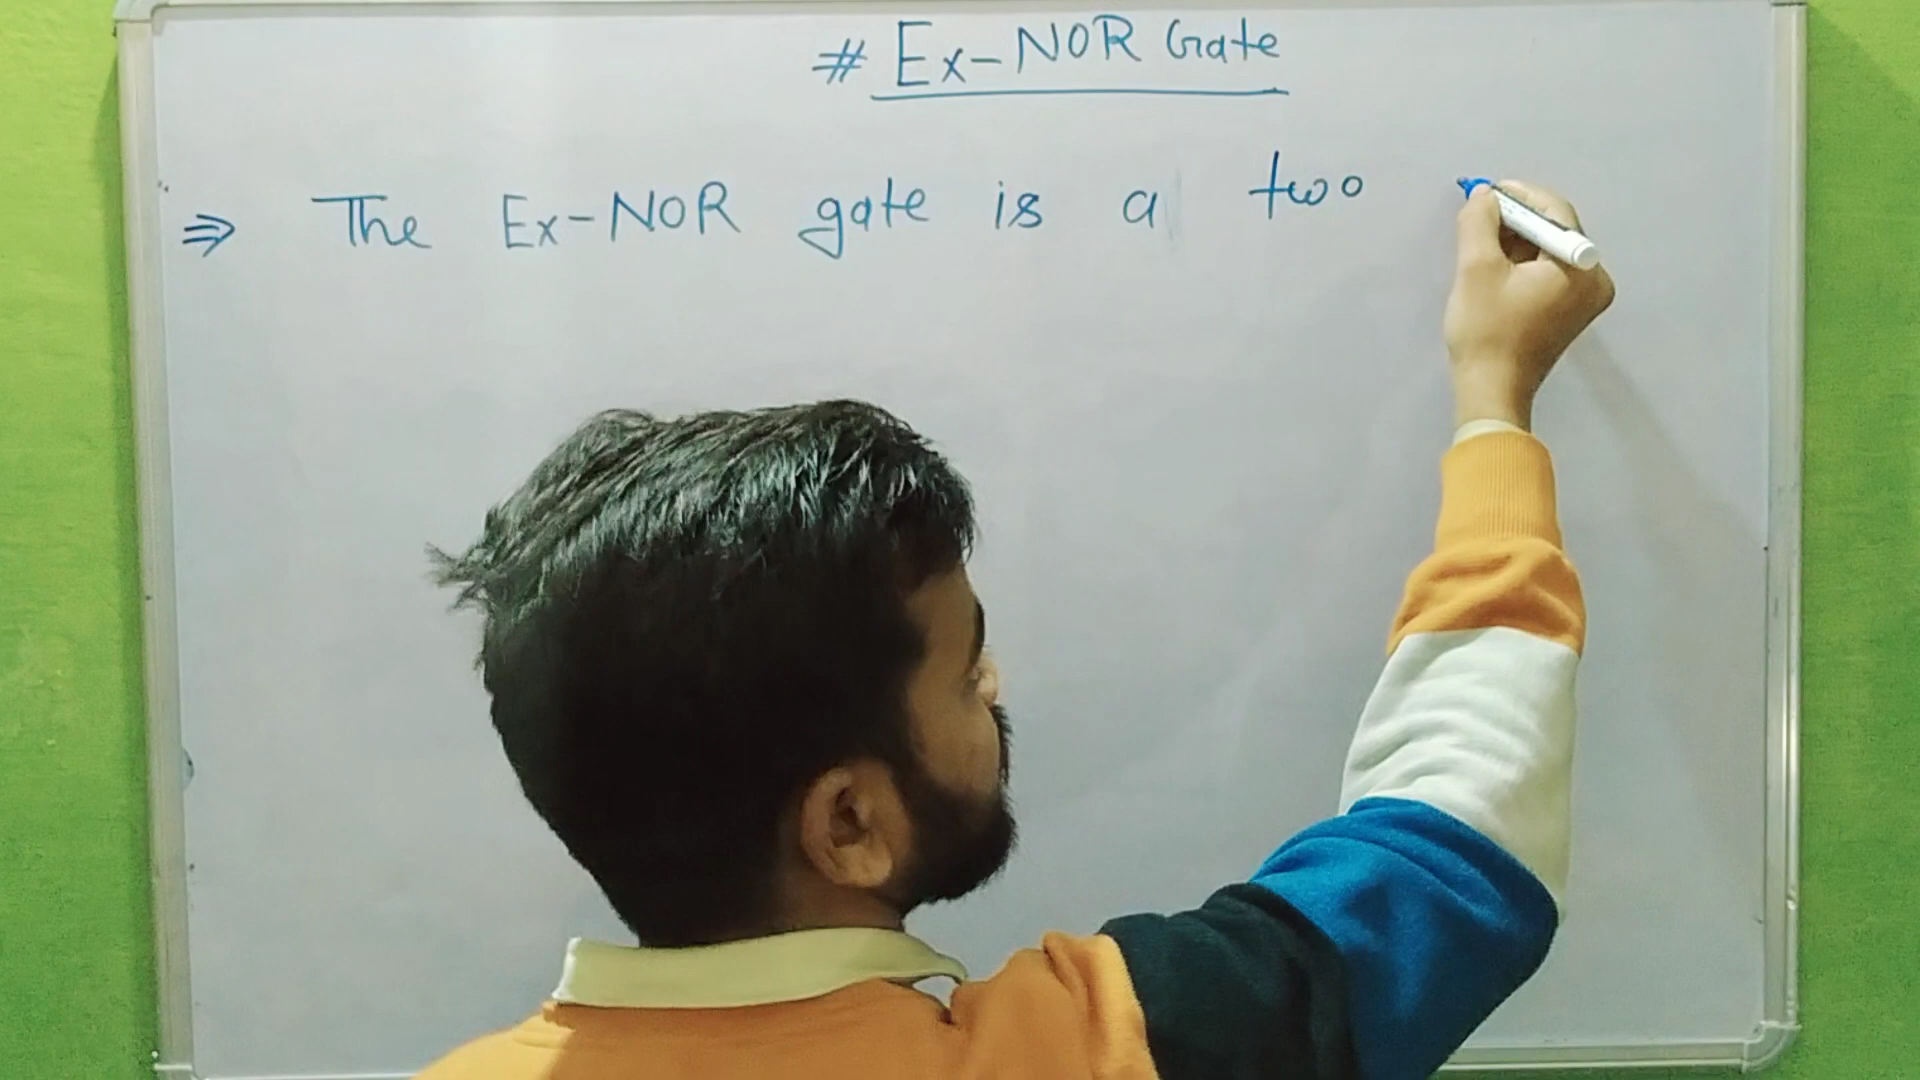 # Ex-NOR Gate
⇒ The Ex-NOR gate is a two